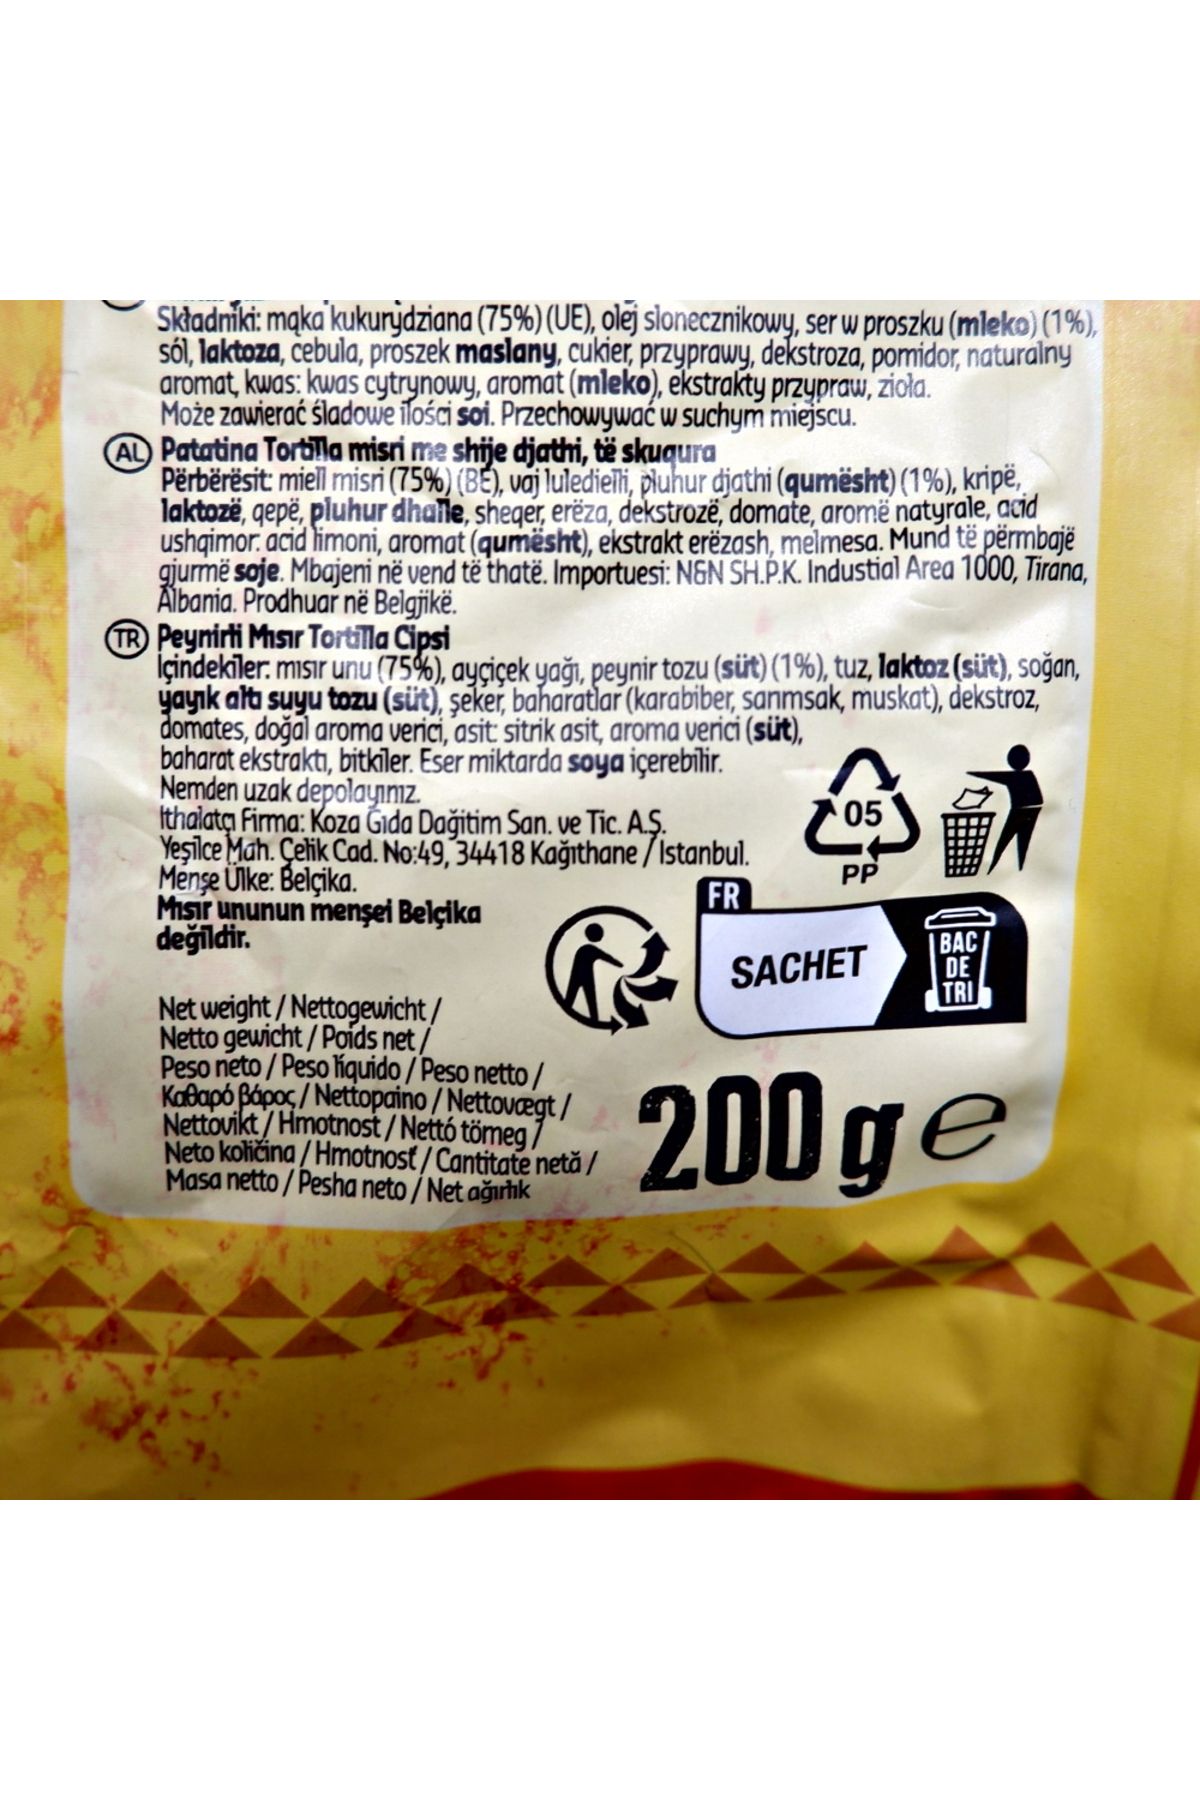 Składniki: mąka kukurydziana (75%) (UE), olej slonecznikowy, ser w proszku (mleko) (1%),
sól, laktoza, cebula, proszek maslany, cukier, przyprawy, dekstroza, pomidor, naturalny
aromat, kwas: kwas cytrynowy, aromat (mleko), ekstrakty przypraw, zioła.
Może zawierać śladowe ilości soi. Przechowywać w suchym miejscu.
AL Patatina Tortilla misri me shije djathi, të skuqura
Përbërësit: miell misri (75%) (BE), vaj luledielli, pluhur djathi (qumësht) (1%), kripë,
laktozë, qepë, pluhur dhalle, sheqer, erëza, dekstrozë, domate, aromë natyrale, acid
ushqimor: acid limoni, aromat (qumësht), ekstrakt erëzash, melmesa. Mund të përmbajë
gjurmë soje. Mbajeni në vend të thatë. Importuesi: N&N SH.P.K. Industial Area 1000, Tirana,
Albania. Prodhuar në Belgjikë.
TR Peynirli Mısır Tortilla Cipsi
İçindekiler: mısır unu (75%), ayçiçek yağı, peynir tozu (süt) (1%), tuz, laktoz (süt), soğan,
yayık altı suyu tozu (süt), şeker, baharatlar (karabiber, sarımsak, muskat), dekstroz,
domates, doğal aroma verici, asit: sitrik asit, aroma verici (süt),
baharat ekstraktı, bitkiler. Eser miktarda soya içerebilir.
Nemden uzak depolayınız.
İthalatçı Firma: Koza Gıda Dağitim San. ve Tic. A.Ş.
Yeşilce Mah. Çelik Cad. No:49, 34418 Kağıthane / Istanbul.
Menşe Ülke: Belçika.
Mısır ununun menşei Belçika
değildir.
05
PP
FR
SACHET
BAC
DE
TRI
Net weight / Nettogewicht /
Netto gewicht / Poids net /
Peso neto / Peso líquido / Peso netto /
Καθαρό βάρος / Nettopaino / Nettovægt /
Nettovikt / Hmotnost / Nettó tömeg /
Neto količina / Hmotnosť / Cantitate netă /
Masa netto / Pesha neto / Net ağırlık
200 g e